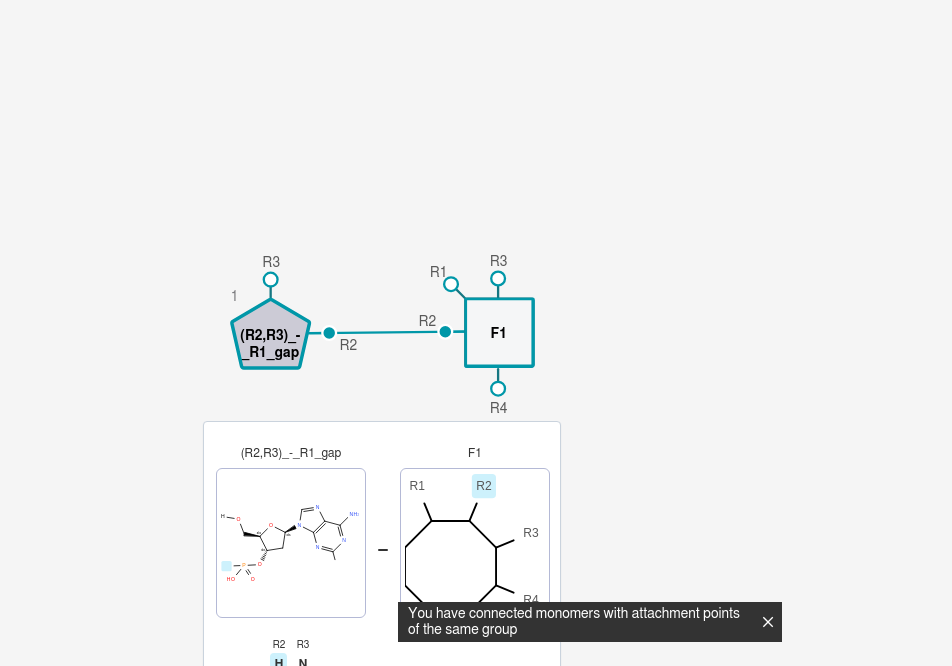 R3
R1
R3
1
R2
(R2,R3)_-
_R1_gap
F1
R2
R4
(R2,R3)_-_R1_gap
F1
R1
R2
R3
R4
H
O
O
N
N
N
N
NH₂
O
P
HO
O
You have connected monomers with attachment points
of the same group
R2 R3
H N